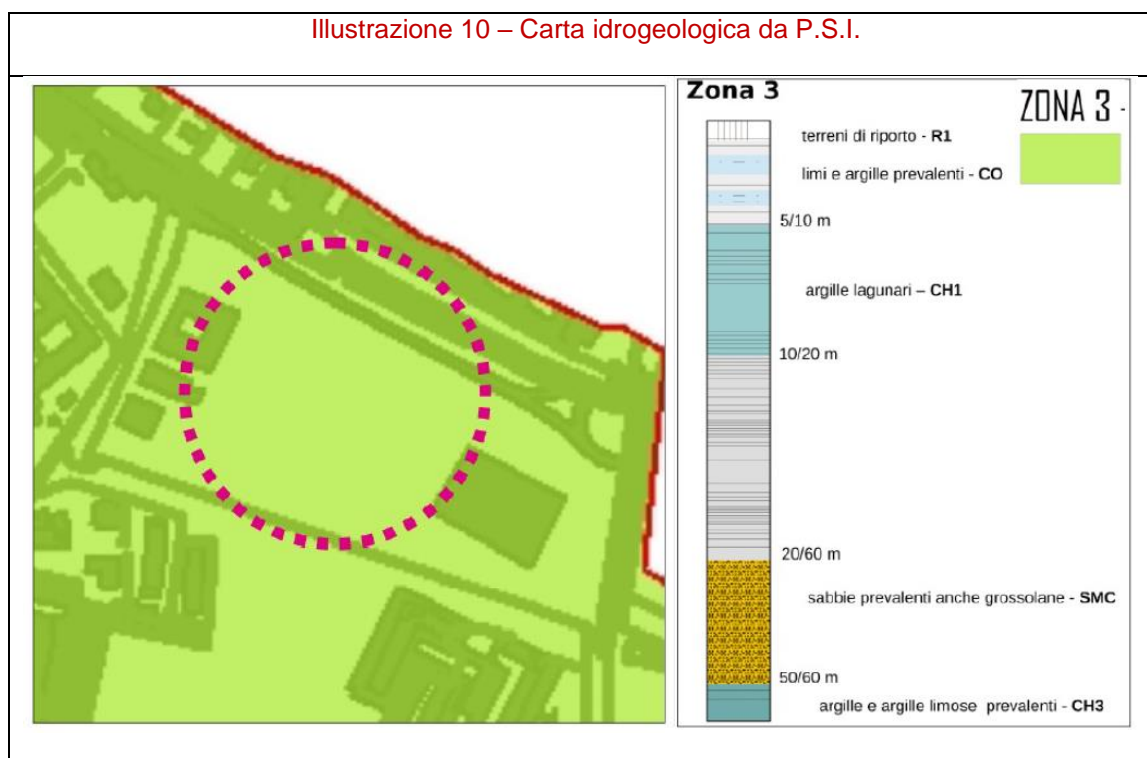 Illustrazione 10 – Carta idrogeologica da P.S.I.
Zona 3
ZONA 3 -
terreni di riporto - R1
limi e argille prevalenti - CO
5/10 m
argille lagunari – CH1
10/20 m
20/60 m
sabbie prevalenti anche grossolane - SMC
50/60 m
argille e argille limose prevalenti - CH3